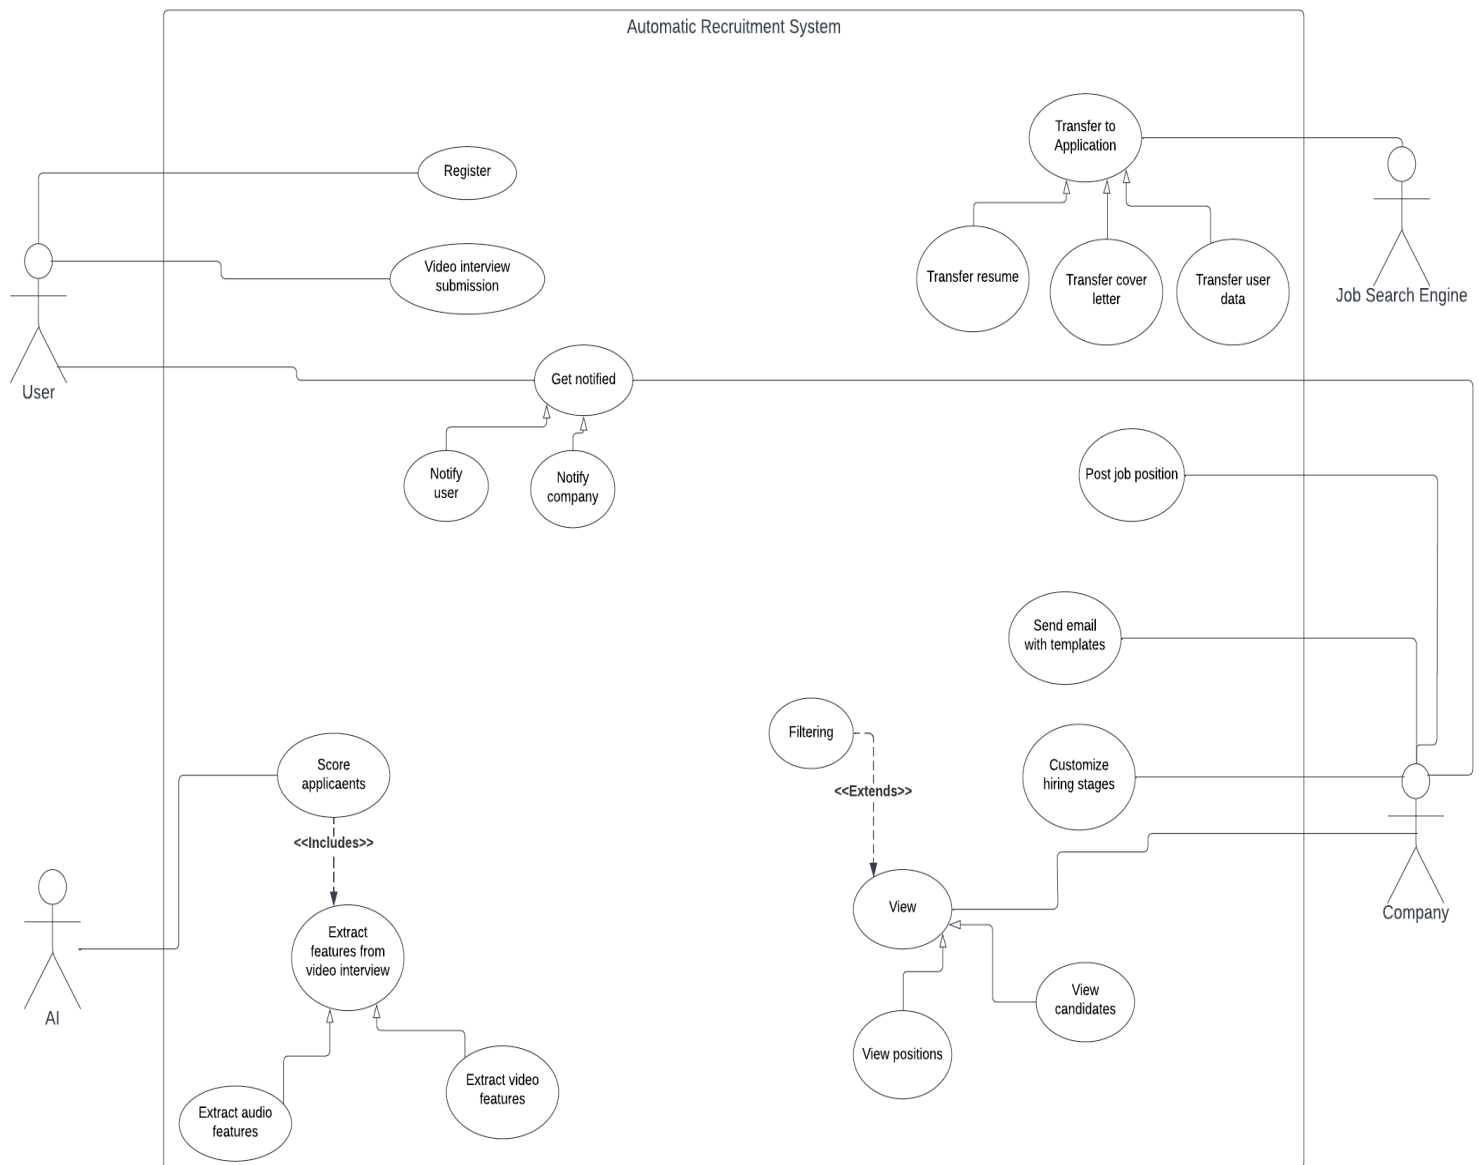 Automatic Recruitment System
Transfer to
Application
Register
Video interview
submission
Transfer resume
Transfer cover
letter
Transfer user
data
Job Search Engine
User
Get notified
Notify
user
Notify
company
Post job position
Send email
with templates
Filtering
Score
applicaents
Customize
hiring stages
<<Extends>>
<<Includes>>
View
Company
Extract
features from
video interview
AI
View
candidates
View positions
Extract video
features
Extract audio
features